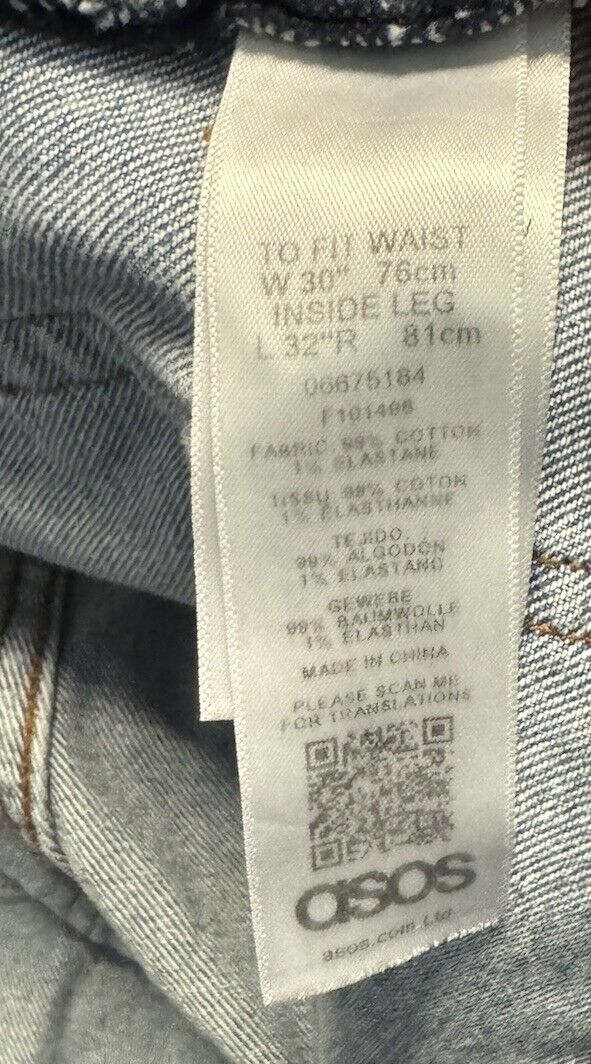 TO FIT WAIST
W 30" 76cm
INSIDE LEG
L 32"R 81cm
06675184
F101498
FABRIC 99% COTTON
1% ELASTANE
TISSU 99% COTON
1% ELASTHANNE
TEJIDO.
99% ALGODÓN
1% ELASTANO
GEWEBE
99% BAUMWOLLE
1% ELASTHAN
MADE IN CHINA
PLEASE SCAN ME
FOR TRANSLATIONS
asos
asos.com Ltd